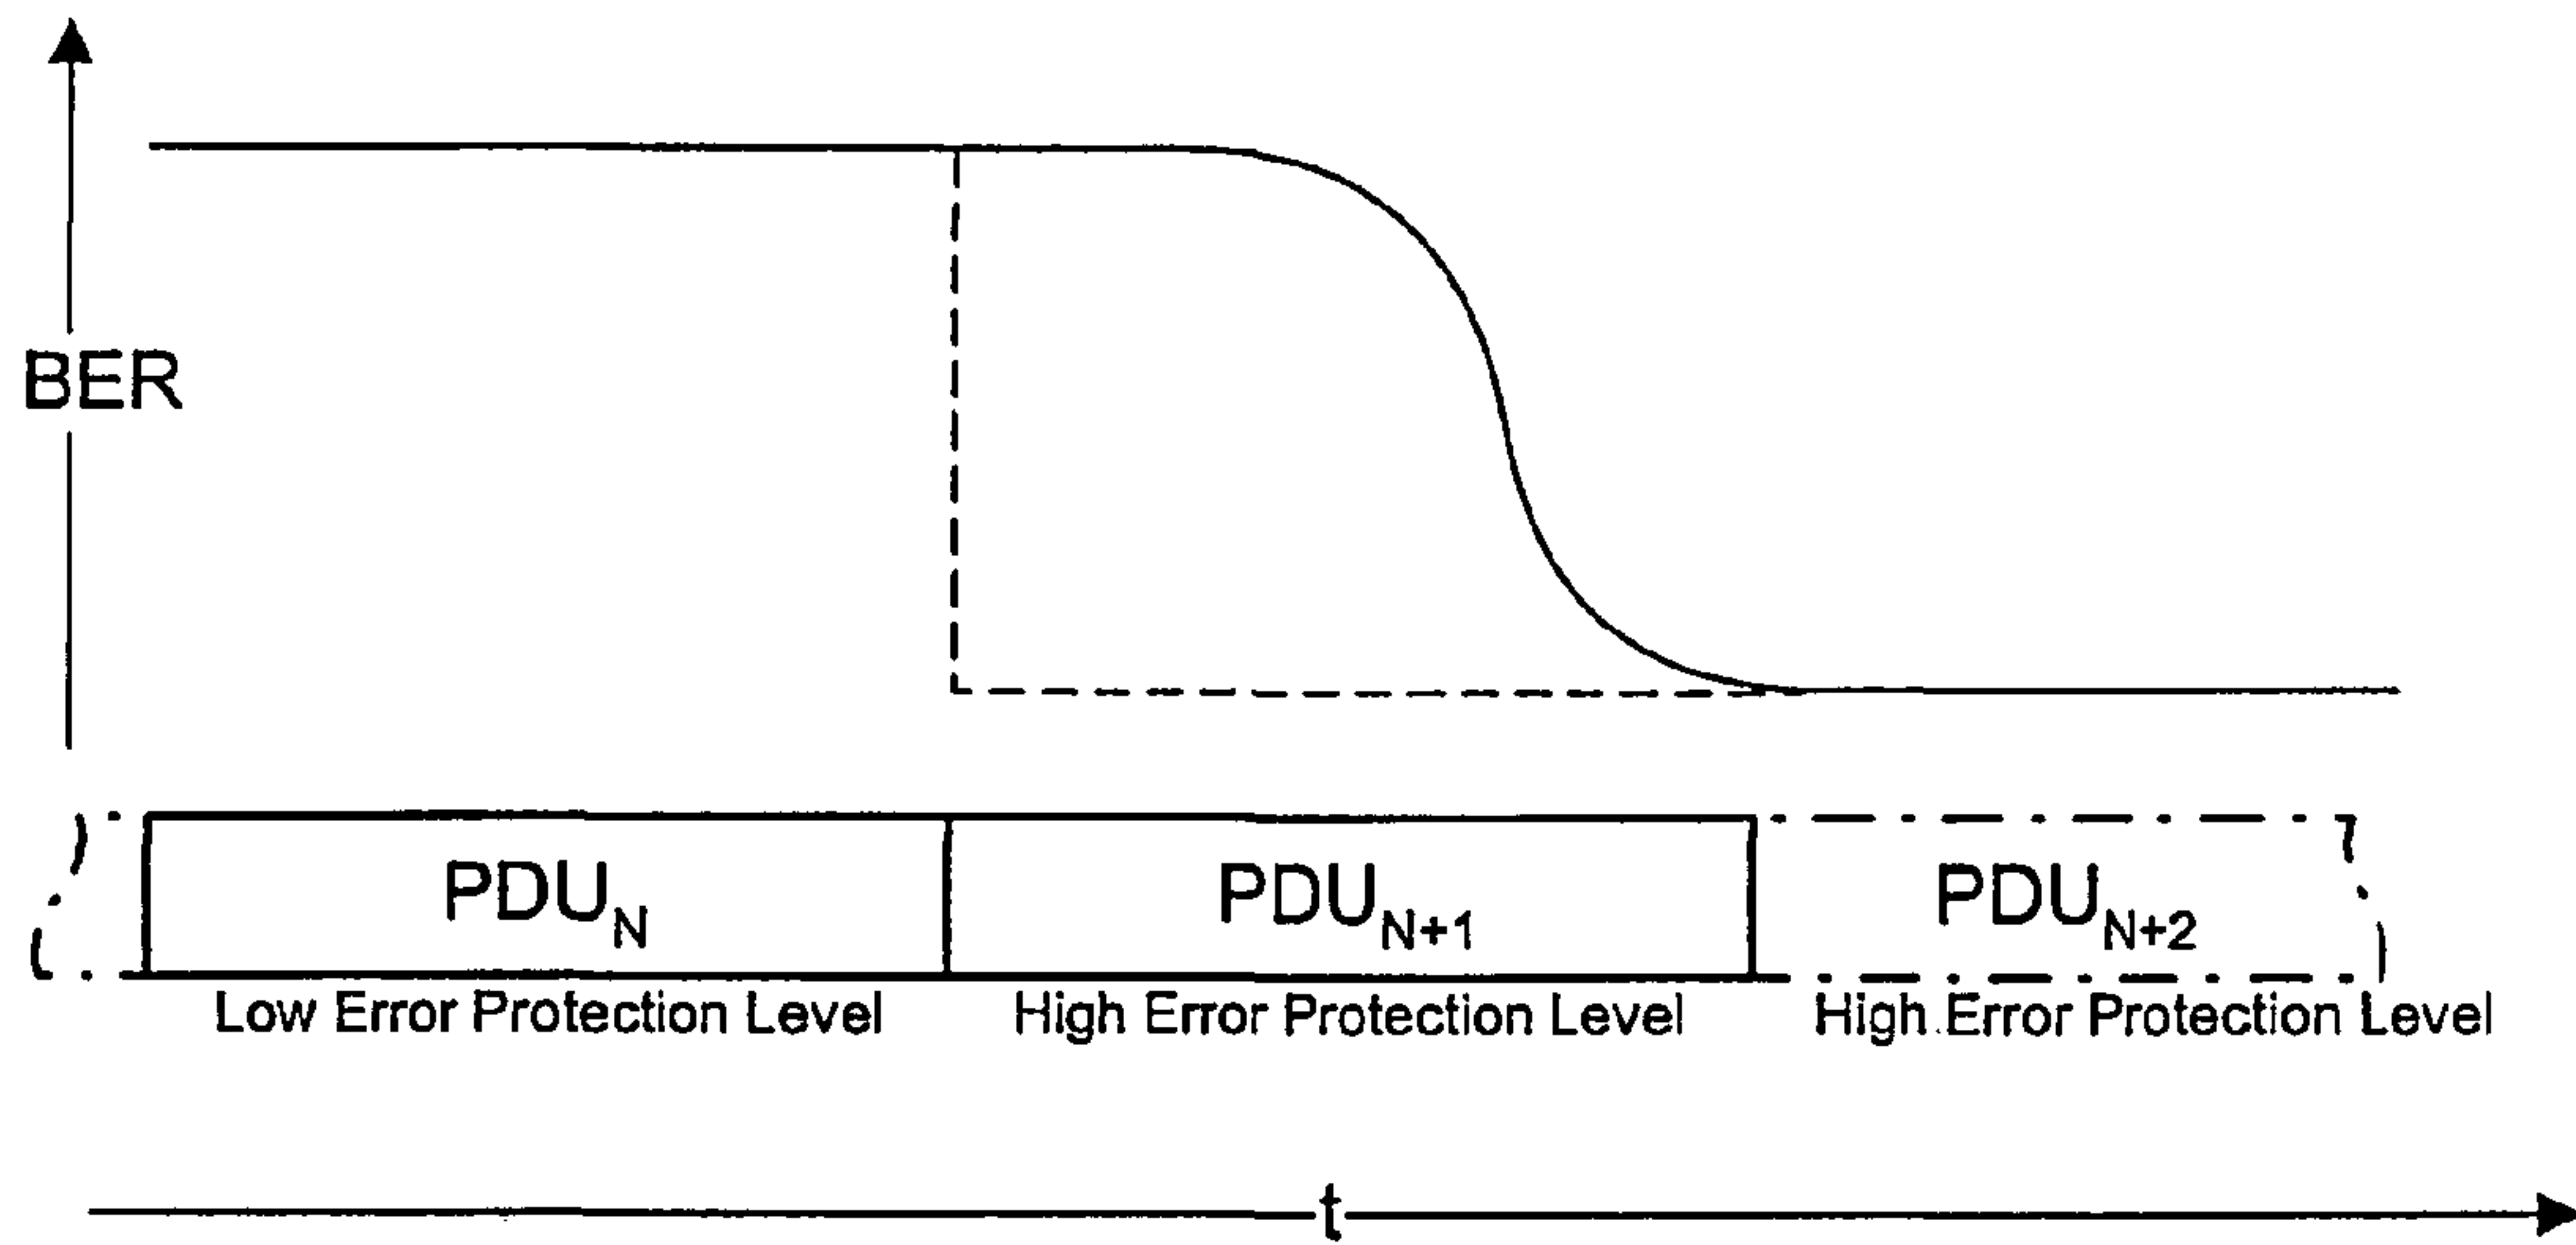 BER
PDU_N
PDU_N+1
PDU_N+2
Low Error Protection Level
High Error Protection Level
High Error Protection Level
t